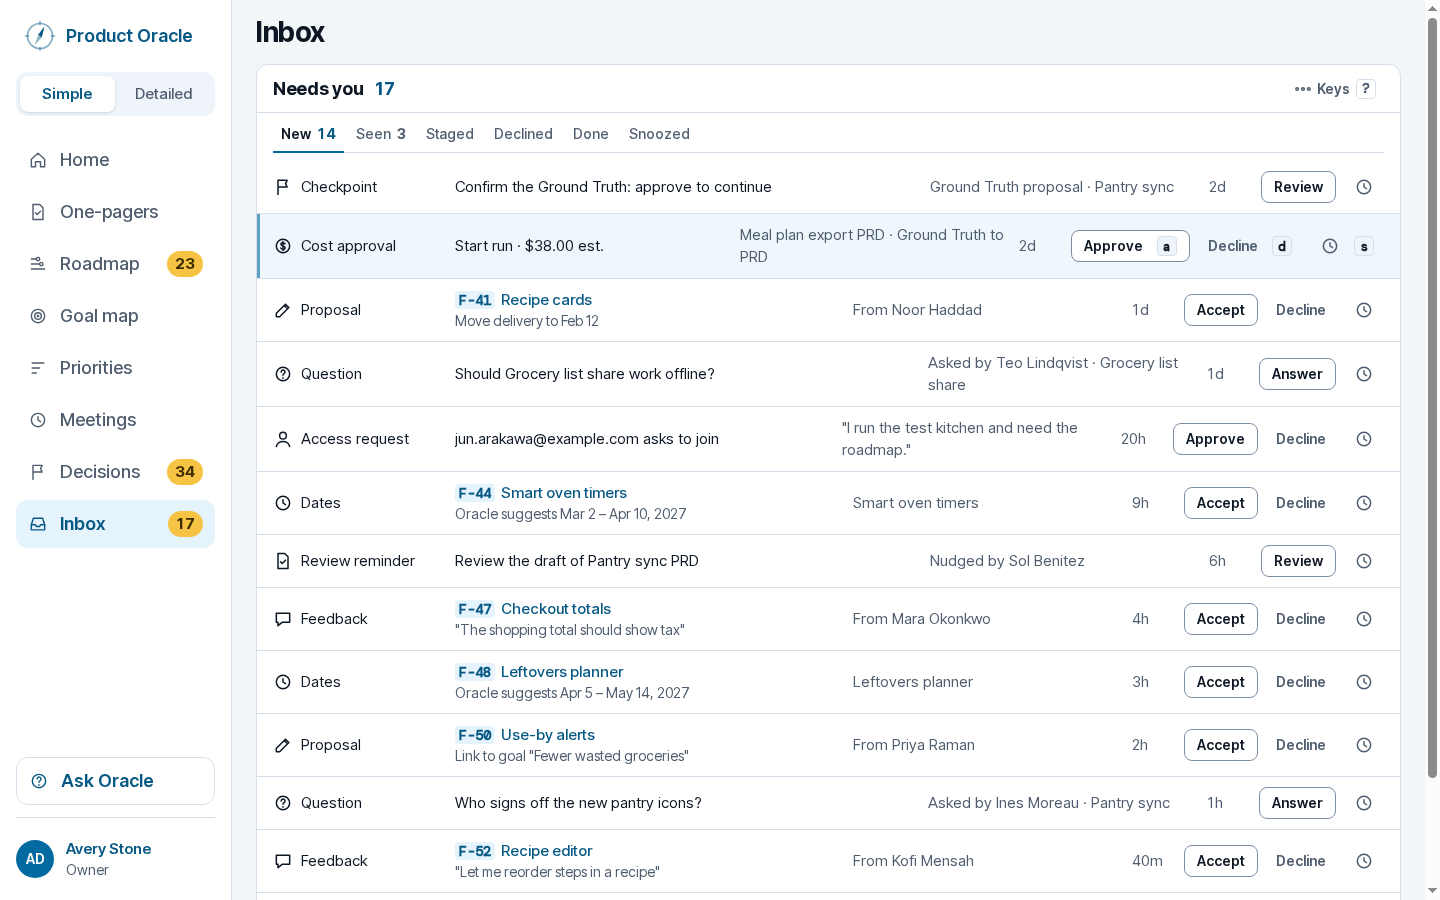 Product Oracle
Simple Detailed
Home
One-pagers
Roadmap 23
Goal map
Priorities
Meetings
Decisions 34
Inbox 17
Ask Oracle
AD
Avery Stone
Owner
Inbox
Needs you 17
••• Keys ?
New 14 Seen 3 Staged Declined Done Snoozed
Checkpoint Confirm the Ground Truth: approve to continue Ground Truth proposal · Pantry sync 2d Review
Cost approval Start run · $38.00 est. Meal plan export PRD · Ground Truth to
PRD 2d Approve a Decline d s
Proposal F-41 Recipe cards
Move delivery to Feb 12 From Noor Haddad 1d Accept Decline
Question Should Grocery list share work offline? Asked by Teo Lindqvist · Grocery list
share 1d Answer
Access request jun.arakawa@example.com asks to join "I run the test kitchen and need the
roadmap." 20h Approve Decline
Dates F-44 Smart oven timers
Oracle suggests Mar 2 – Apr 10, 2027 Smart oven timers 9h Accept Decline
Review reminder Review the draft of Pantry sync PRD Nudged by Sol Benitez 6h Review
Feedback F-47 Checkout totals
"The shopping total should show tax" From Mara Okonkwo 4h Accept Decline
Dates F-48 Leftovers planner
Oracle suggests Apr 5 – May 14, 2027 Leftovers planner 3h Accept Decline
Proposal F-50 Use-by alerts
Link to goal "Fewer wasted groceries" From Priya Raman 2h Accept Decline
Question Who signs off the new pantry icons? Asked by Ines Moreau · Pantry sync 1h Answer
Feedback F-52 Recipe editor
"Let me reorder steps in a recipe" From Kofi Mensah 40m Accept Decline